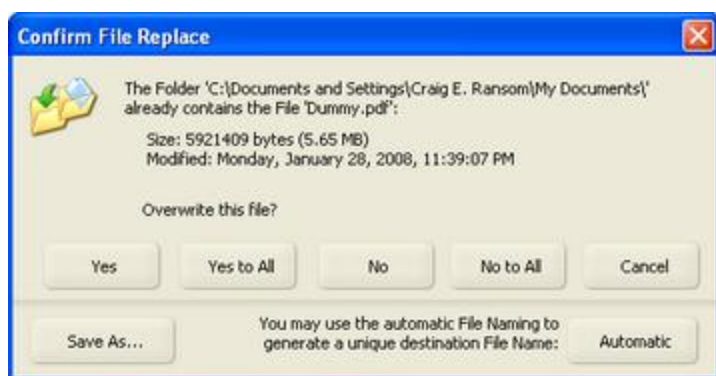 Confirm File Replace
The Folder 'C:\Documents and Settings\Craig E. Ransom\My Documents\'
already contains the File 'Dummy.pdf':
Size: 5921409 bytes (5.65 MB)
Modified: Monday, January 28, 2008, 11:39:07 PM
Overwrite this file?
Yes
Yes to All
No
No to All
Cancel
Save As...
You may use the automatic File Naming to
generate a unique destination File Name:
Automatic